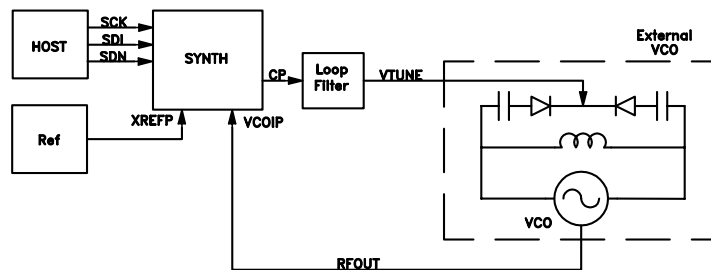 HOST
SCK
SDI
SDN
SYNTH
CP
Loop
Filter
VTUNE
External
VCO
Ref
XREFP
VCOIP
VCO
RFOUT